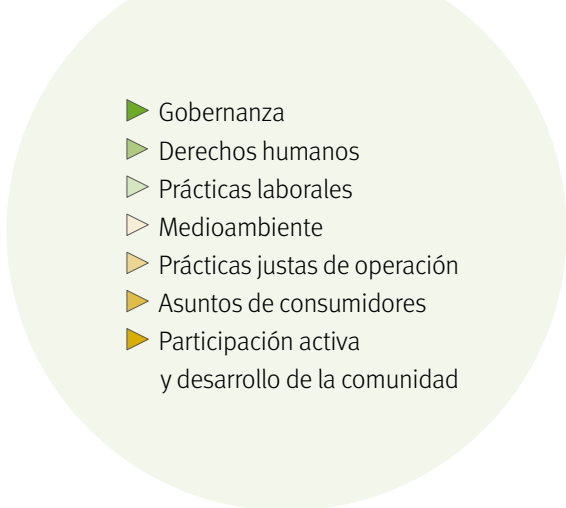 Gobernanza
Derechos humanos
Prácticas laborales
Medioambiente
Prácticas justas de operación
Asuntos de consumidores
Participación activa
y desarrollo de la comunidad